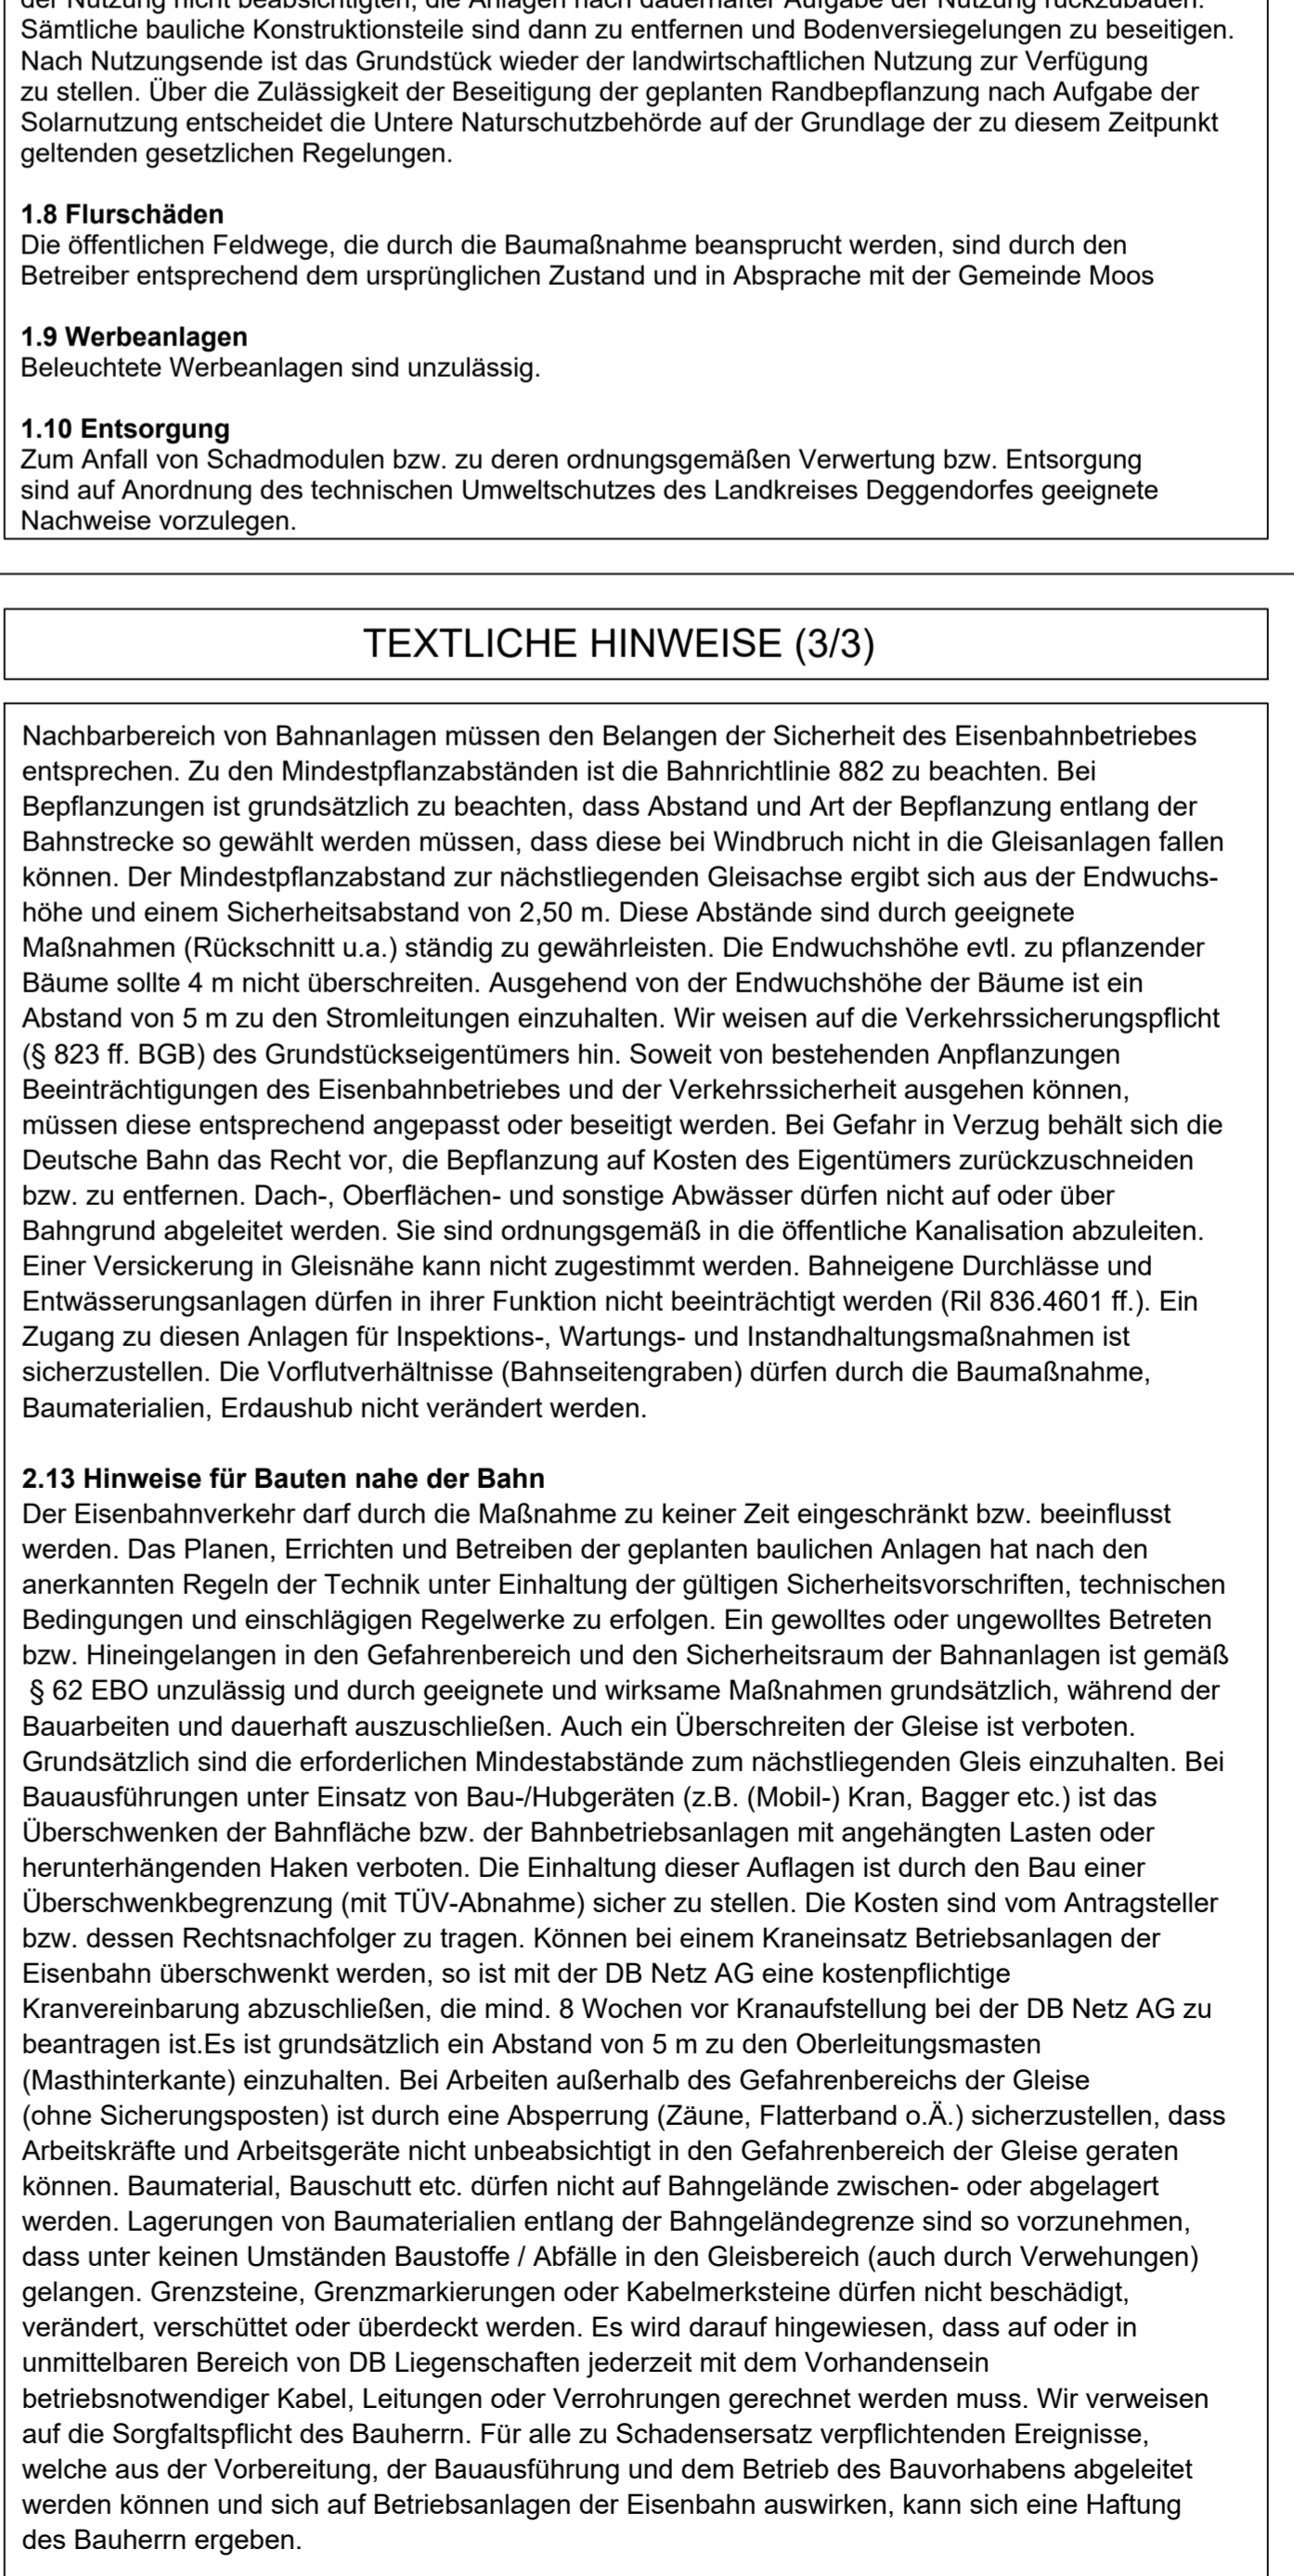 der Nutzung nicht beabsichtigten, die Anlagen nach dauerhafter Aufgabe der Nutzung rückzubauen.
Sämtliche bauliche Konstruktionsteile sind dann zu entfernen und Bodenversiegelungen zu beseitigen.
Nach Nutzungsende ist das Grundstück wieder der landwirtschaftlichen Nutzung zur Verfügung
zu stellen. Über die Zulässigkeit der Beseitigung der geplanten Randbepflanzung nach Aufgabe der
Solarnutzung entscheidet die Untere Naturschutzbehörde auf der Grundlage der zu diesem Zeitpunkt
geltenden gesetzlichen Regelungen.
1.8 Flurschäden
Die öffentlichen Feldwege, die durch die Baumaßnahme beansprucht werden, sind durch den
Betreiber entsprechend dem ursprünglichen Zustand und in Absprache mit der Gemeinde Moos
1.9 Werbeanlagen
Beleuchtete Werbeanlagen sind unzulässig.
1.10 Entsorgung
Zum Anfall von Schadmodulen bzw. zu deren ordnungsgemäßen Verwertung bzw. Entsorgung
sind auf Anordnung des technischen Umweltschutzes des Landkreises Deggendorfes geeignete
Nachweise vorzulegen.
TEXTLICHE HINWEISE (3/3)
Nachbarbereich von Bahnanlagen müssen den Belangen der Sicherheit des Eisenbahnbetriebes
entsprechen. Zu den Mindestpflanzabständen ist die Bahnrichtlinie 882 zu beachten. Bei
Bepflanzungen ist grundsätzlich zu beachten, dass Abstand und Art der Bepflanzung entlang der
Bahnstrecke so gewählt werden müssen, dass diese bei Windbruch nicht in die Gleisanlagen fallen
können. Der Mindestpflanzabstand zur nächstliegenden Gleisachse ergibt sich aus der Endwuchs-
höhe und einem Sicherheitsabstand von 2,50 m. Diese Abstände sind durch geeignete
Maßnahmen (Rückschnitt u.a.) ständig zu gewährleisten. Die Endwuchshöhe evtl. zu pflanzender
Bäume sollte 4 m nicht überschreiten. Ausgehend von der Endwuchshöhe der Bäume ist ein
Abstand von 5 m zu den Stromleitungen einzuhalten. Wir weisen auf die Verkehrssicherungspflicht
(§ 823 ff. BGB) des Grundstückseigentümers hin. Soweit von bestehenden Anpflanzungen
Beeinträchtigungen des Eisenbahnbetriebes und der Verkehrssicherheit ausgehen können,
müssen diese entsprechend angepasst oder beseitigt werden. Bei Gefahr in Verzug behält sich die
Deutsche Bahn das Recht vor, die Bepflanzung auf Kosten des Eigentümers zurückzuschneiden
bzw. zu entfernen. Dach-, Oberflächen- und sonstige Abwässer dürfen nicht auf oder über
Bahngrund abgeleitet werden. Sie sind ordnungsgemäß in die öffentliche Kanalisation abzuleiten.
Einer Versickerung in Gleisnähe kann nicht zugestimmt werden. Bahneigene Durchlässe und
Entwässerungsanlagen dürfen in ihrer Funktion nicht beeinträchtigt werden (Ril 836.4601 ff.). Ein
Zugang zu diesen Anlagen für Inspektions-, Wartungs- und Instandhaltungsmaßnahmen ist
sicherzustellen. Die Vorflutverhältnisse (Bahnseitengraben) dürfen durch die Baumaßnahme,
Baumaterialien, Erdaushub nicht verändert werden.
2.13 Hinweise für Bauten nahe der Bahn
Der Eisenbahnverkehr darf durch die Maßnahme zu keiner Zeit eingeschränkt bzw. beeinflusst
werden. Das Planen, Errichten und Betreiben der geplanten baulichen Anlagen hat nach den
anerkannten Regeln der Technik unter Einhaltung der gültigen Sicherheitsvorschriften, technischen
Bedingungen und einschlägigen Regelwerke zu erfolgen. Ein gewolltes oder ungewolltes Betreten
bzw. Hineingelangen in den Gefahrenbereich und den Sicherheitsraum der Bahnanlagen ist gemäß
§ 62 EBO unzulässig und durch geeignete und wirksame Maßnahmen grundsätzlich, während der
Bauarbeiten und dauerhaft auszuschließen. Auch ein Überschreiten der Gleise ist verboten.
Grundsätzlich sind die erforderlichen Mindestabstände zum nächstliegenden Gleis einzuhalten. Bei
Bauausführungen unter Einsatz von Bau-/Hubgeräten (z.B. (Mobil-) Kran, Bagger etc.) ist das
Überschwenken der Bahnfläche bzw. der Bahnbetriebsanlagen mit angehängten Lasten oder
herunterhängenden Haken verboten. Die Einhaltung dieser Auflagen ist durch den Bau einer
Überschwenkbegrenzung (mit TÜV-Abnahme) sicher zu stellen. Die Kosten sind vom Antragsteller
bzw. dessen Rechtsnachfolger zu tragen. Können bei einem Kraneinsatz Betriebsanlagen der
Eisenbahn überschwenkt werden, so ist mit der DB Netz AG eine kostenpflichtige
Kranvereinbarung abzuschließen, die mind. 8 Wochen vor Kranaufstellung bei der DB Netz AG zu
beantragen ist.Es ist grundsätzlich ein Abstand von 5 m zu den Oberleitungsmasten
(Masthinterkante) einzuhalten. Bei Arbeiten außerhalb des Gefahrenbereichs der Gleise
(ohne Sicherungsposten) ist durch eine Absperrung (Zäune, Flatterband o.Ä.) sicherzustellen, dass
Arbeitskräfte und Arbeitsgeräte nicht unbeabsichtigt in den Gefahrenbereich der Gleise geraten
können. Baumaterial, Bauschutt etc. dürfen nicht auf Bahngelände zwischen- oder abgelagert
werden. Lagerungen von Baumaterialien entlang der Bahngeländegrenze sind so vorzunehmen,
dass unter keinen Umständen Baustoffe / Abfälle in den Gleisbereich (auch durch Verwehungen)
gelangen. Grenzsteine, Grenzmarkierungen oder Kabelmerksteine dürfen nicht beschädigt,
verändert, verschüttet oder überdeckt werden. Es wird darauf hingewiesen, dass auf oder in
unmittelbaren Bereich von DB Liegenschaften jederzeit mit dem Vorhandensein
betriebsnotwendiger Kabel, Leitungen oder Verrohrungen gerechnet werden muss. Wir verweisen
auf die Sorgfaltspflicht des Bauherrn. Für alle zu Schadensersatz verpflichtenden Ereignisse,
welche aus der Vorbereitung, der Bauausführung und dem Betrieb des Bauvorhabens abgeleitet
werden können und sich auf Betriebsanlagen der Eisenbahn auswirken, kann sich eine Haftung
des Bauherrn ergeben.